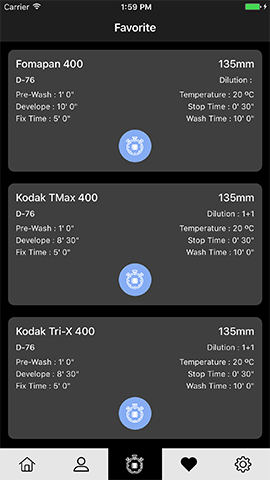 Carrier 1:59 PM
Favorite
Fomapan 400 135mm
D-76 Dilution :
Pre-Wash : 1' 0" Temperature : 20 ºC
Develope : 10' 0" Stop Time : 0' 30"
Fix Time : 5' 0" Wash Time : 10' 0"
Kodak TMax 400 135mm
D-76 Dilution : 1+1
Pre-Wash : 1' 0" Temperature : 20 ºC
Develope : 8' 30" Stop Time : 0' 30"
Fix Time : 5' 0" Wash Time : 10' 0"
Kodak Tri-X 400 135mm
D-76 Dilution : 1+1
Pre-Wash : 1' 0" Temperature : 20 ºC
Develope : 8' 30" Stop Time : 0' 30"
Fix Time : 5' 0" Wash Time : 10' 0"